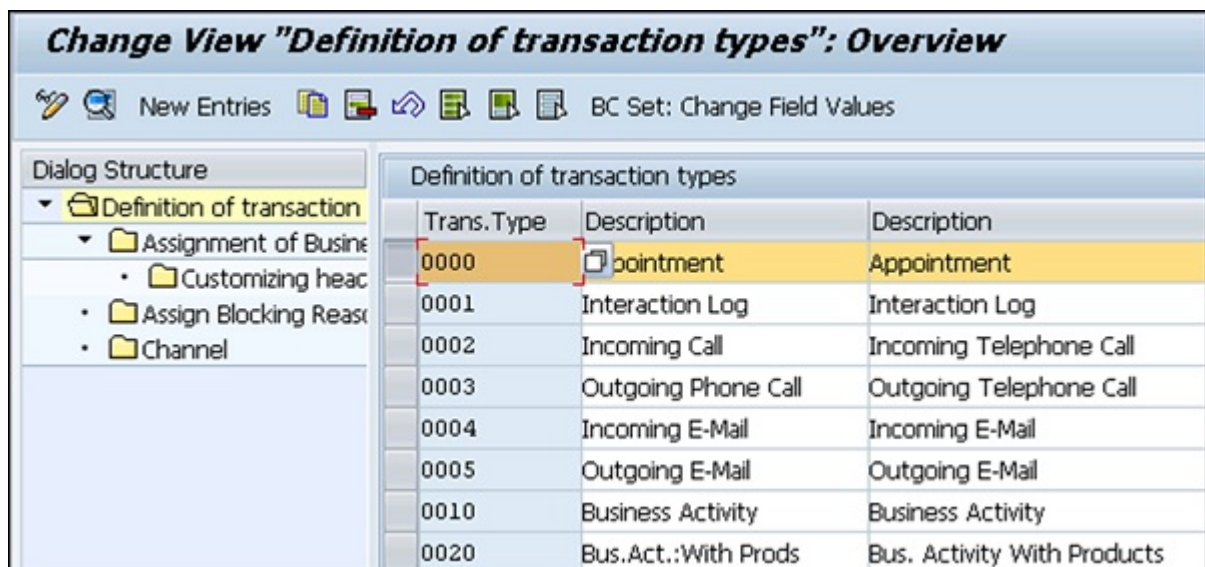 Change View "Definition of transaction types": Overview
New Entries BC Set: Change Field Values
Dialog Structure
Definition of transaction
Assignment of Busine
Customizing head
Assign Blocking Reaso
Channel
Definition of transaction types
Trans.Type Description Description
0000 pointment Appointment
0001 Interaction Log Interaction Log
0002 Incoming Call Incoming Telephone Call
0003 Outgoing Phone Call Outgoing Telephone Call
0004 Incoming E-Mail Incoming E-Mail
0005 Outgoing E-Mail Outgoing E-Mail
0010 Business Activity Business Activity
0020 Bus.Act.:With Prods Bus. Activity With Products